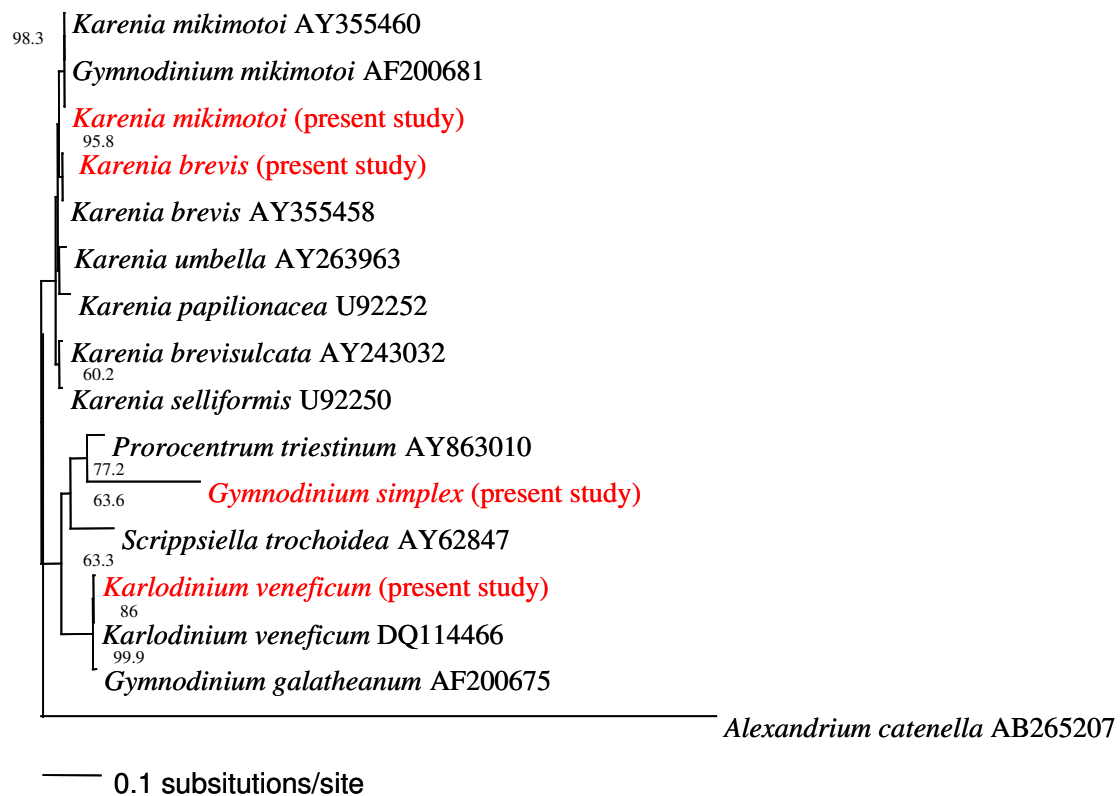 Karenia mikimotoi AY355460
98.3
Gymnodinium mikimotoi AF200681
Karenia mikimotoi (present study)
95.8
Karenia brevis (present study)
Karenia brevis AY355458
Karenia umbella AY263963
Karenia papilionacea U92252
Karenia brevisulcata AY243032
60.2
Karenia selliformis U92250
Prorocentrum triestinum AY863010
77.2
Gymnodinium simplex (present study)
63.6
Scrippsiella trochoidea AY62847
63.3
Karlodinium veneficum (present study)
86
Karlodinium veneficum DQ114466
99.9
Gymnodinium galatheanum AF200675
Alexandrium catenella AB265207
0.1 subsitutions/site